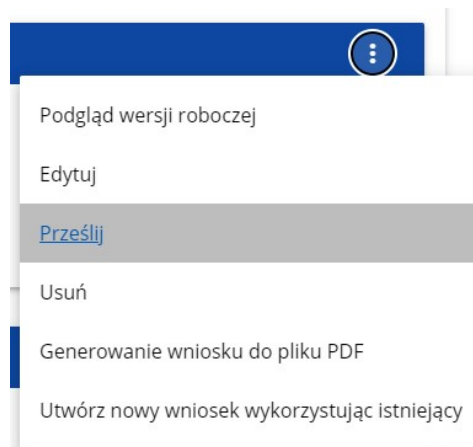 Podgląd wersji roboczej
Edytuj
Prześlij
Usuń
Generowanie wniosku do pliku PDF
Utwórz nowy wniosek wykorzystując istniejący